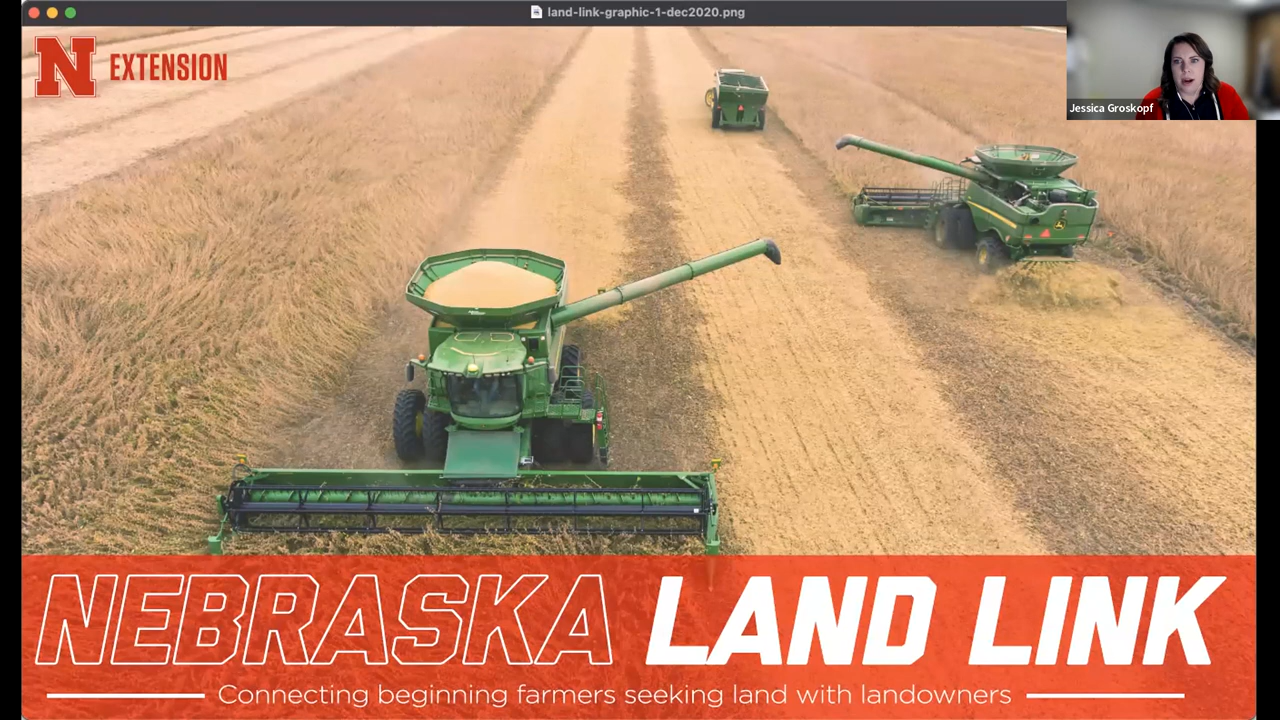 land-link-graphic-1-dec2020.png
N EXTENSION
Jessica Groskopf
NEBRASKA LAND LINK
Connecting beginning farmers seeking land with landowners